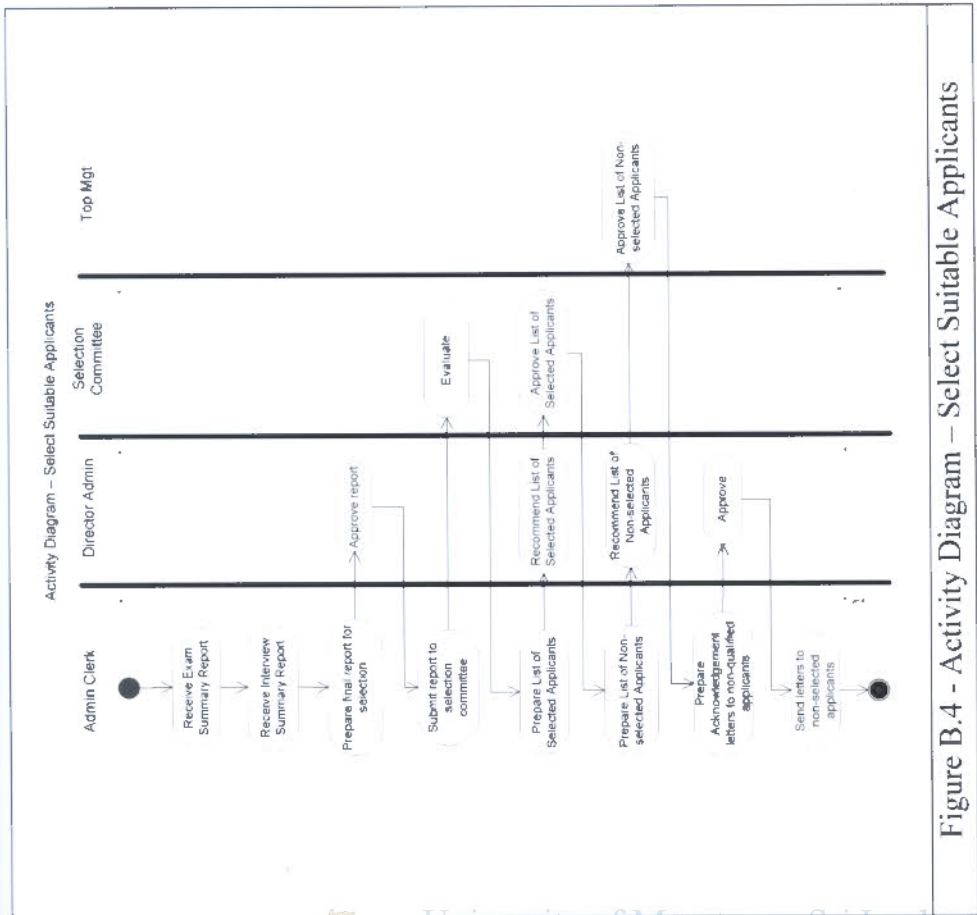 Activity Diagram – Select Suitable Applicants
Admin Clerk
Director Admin
Selection
Committee
Top Mgt
Receive Exam
Summary Report
Receive Interview
Summary Report
Prepare final report for
selection
Approve report
Submit report to
selection
committee
Evaluate
Prepare List of
Selected Applicants
Recommend List of
Selected Applicants
Approve List of
Selected Applicants
Prepare List of Non-
selected Applicants
Recommend List of
Non-selected
Applicants
Approve List of Non-
selected Applicants
Prepare
Acknowledgement
letters to non-qualified
applicants
Approve
Send letters to
non-selected
applicants
Figure B.4 - Activity Diagram – Select Suitable Applicants